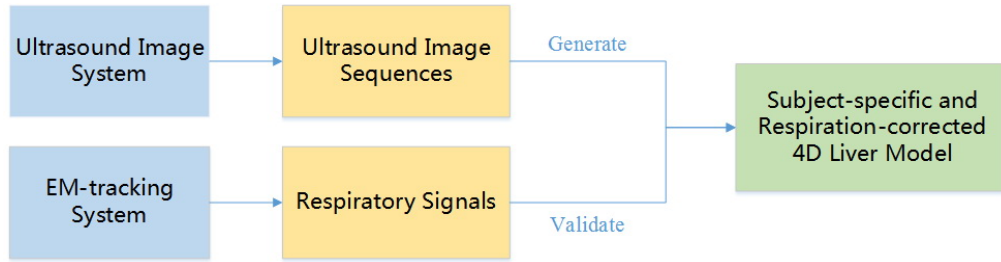 Ultrasound Image
System
Ultrasound Image
Sequences
Generate
Subject-specific and
Respiration-corrected
4D Liver Model
EM-tracking
System
Respiratory Signals
Validate